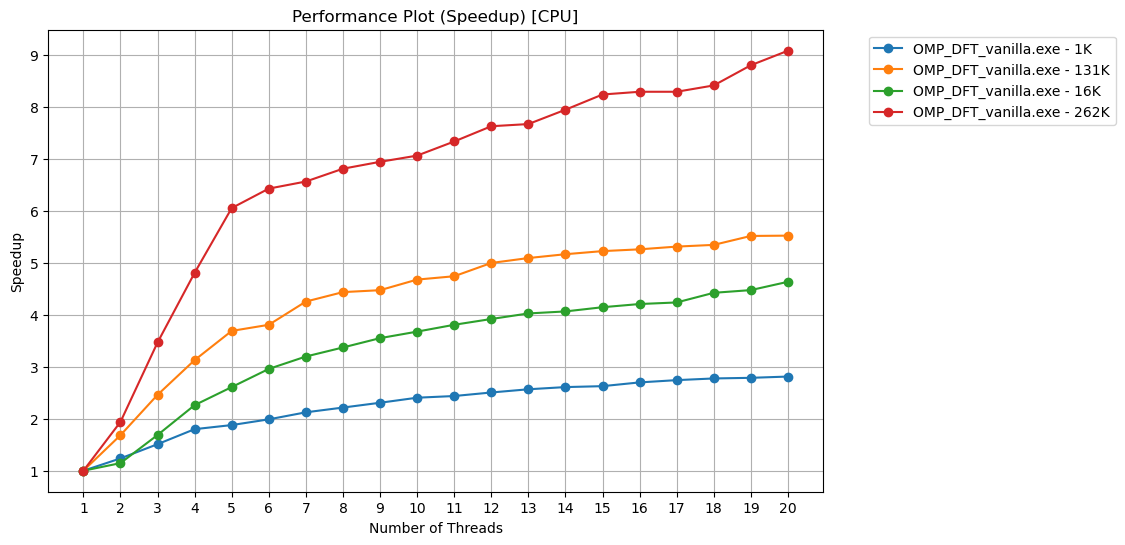 Performance Plot (Speedup) [CPU]
OMP_DFT_vanilla.exe - 1K
OMP_DFT_vanilla.exe - 131K
OMP_DFT_vanilla.exe - 16K
OMP_DFT_vanilla.exe - 262K
Speedup
9
8
7
6
5
4
3
2
1
1 2 3 4 5 6 7 8 9 10 11 12 13 14 15 16 17 18 19 20
Number of Threads